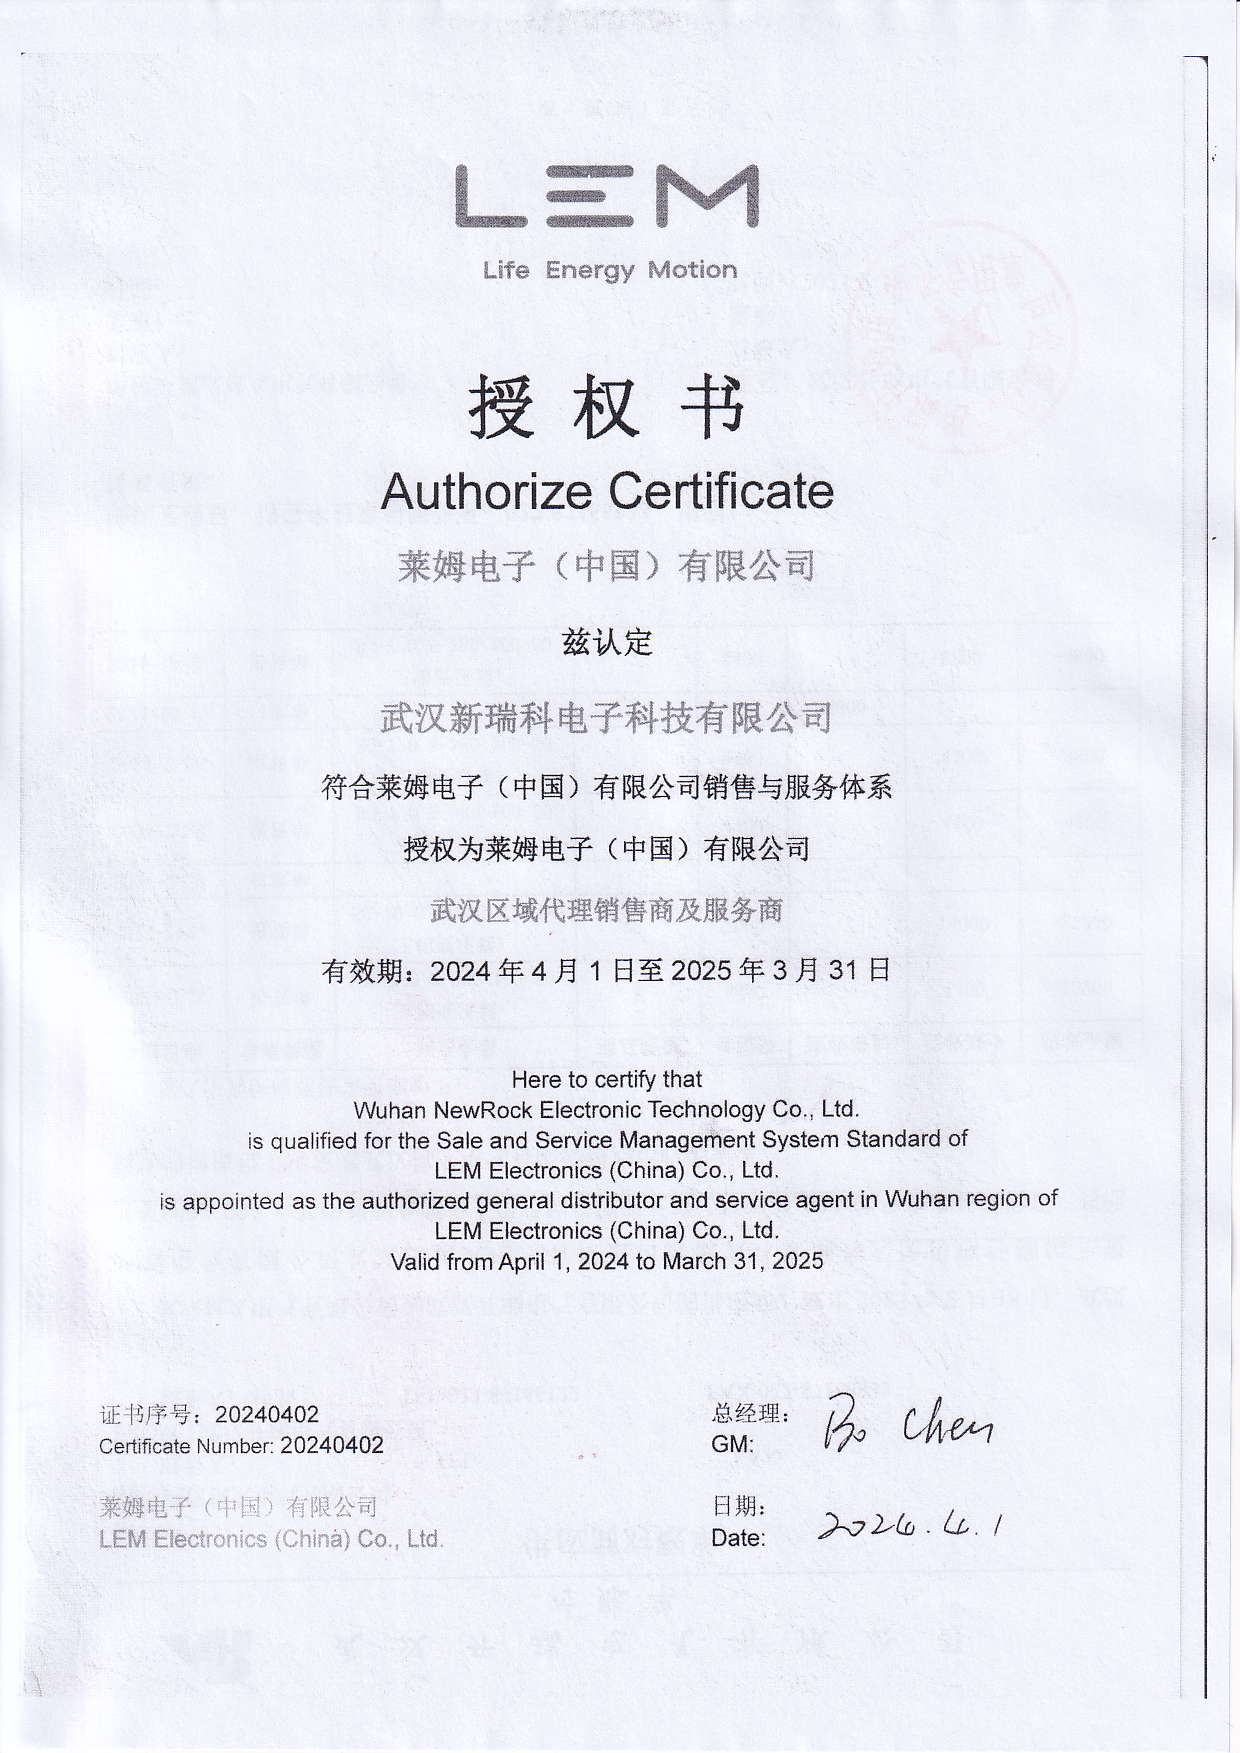 LEM
Life Energy Motion
授权书
Authorize Certificate
莱姆电子（中国）有限公司
兹认定
武汉新瑞科电子科技有限公司
符合莱姆电子（中国）有限公司销售与服务体系
授权为莱姆电子（中国）有限公司
武汉区域代理销售商及服务商
有效期：2024 年 4 月 1 日至 2025 年 3 月 31 日
Here to certify that
Wuhan NewRock Electronic Technology Co., Ltd.
is qualified for the Sale and Service Management System Standard of
LEM Electronics (China) Co., Ltd.
is appointed as the authorized general distributor and service agent in Wuhan region of
LEM Electronics (China) Co., Ltd.
Valid from April 1, 2024 to March 31, 2025
证书序号：20240402
Certificate Number: 20240402
莱姆电子（中国）有限公司
LEM Electronics (China) Co., Ltd.
总经理：
GM: Bo Chen
日期：
Date: 2024.4.1